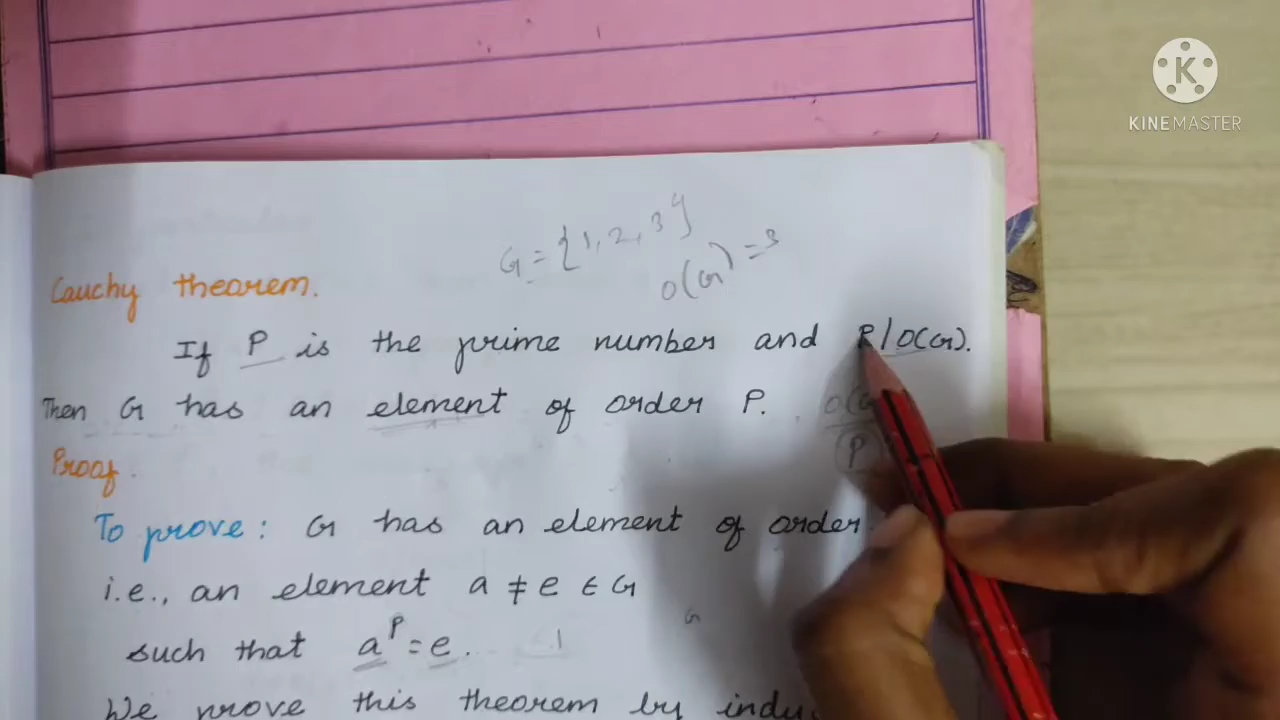 KINEMASTER
G = {1, 2, 3}
O(G) = 3
Cauchy theorem.
If P is the prime number and P/O(G).
Then G has an element of order P.
P
Proof.
To prove: G has an element of order
i.e., an element a ≠ e ∈ G
G
such that a^P = e.
We prove this theorem by